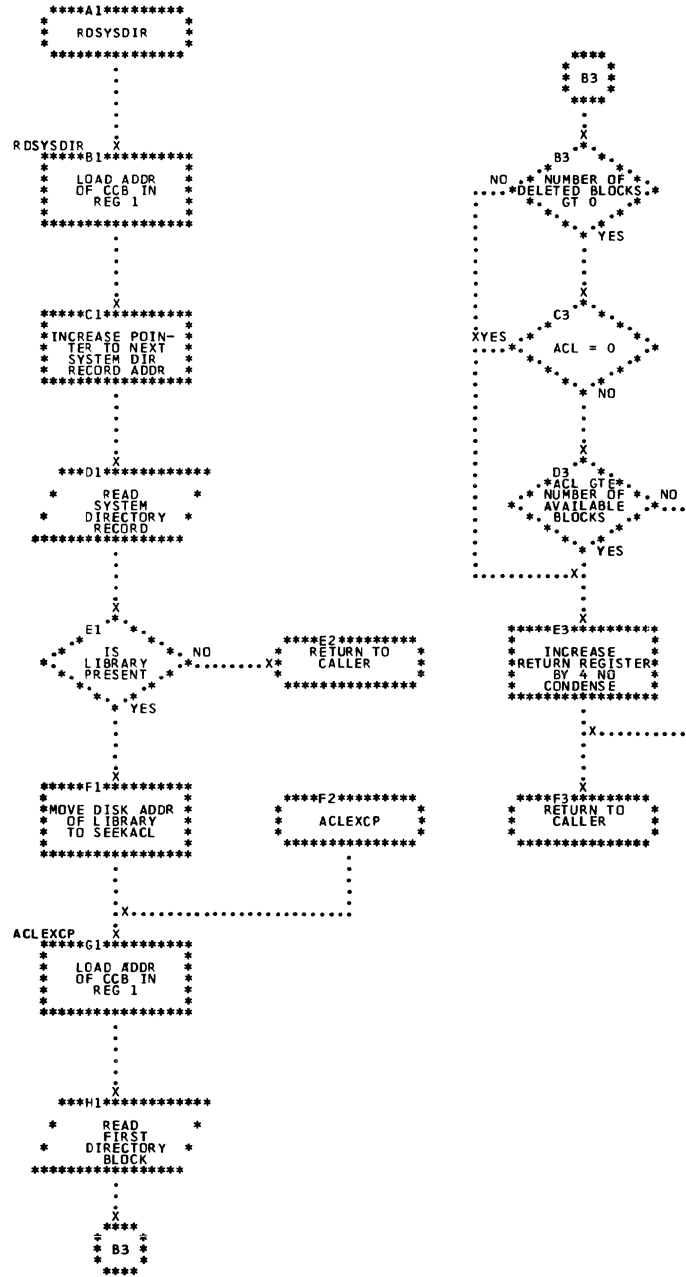 A1
RDSYSDIR
RDSYSDIR
B1
LOAD ADDR
OF CCB IN
REG 1
C1
INCREASE POIN-
TER TO NEXT
SYSTEM DIR
RECORD ADDR
D1
READ
SYSTEM
DIRECTORY
RECORD
E1
IS
LIBRARY
PRESENT
NO
YES
E2
RETURN TO
CALLER
F1
MOVE DISK ADDR
OF LIBRARY
TO SEEKACL
F2
ACLEXCP
ACLEXCP
G1
LOAD ADDR
OF CCB IN
REG 1
H1
READ
FIRST
DIRECTORY
BLOCK
B3
B3
B3
NUMBER OF
DELETED BLOCKS
GT 0
NO
YES
C3
ACL = 0
YES
NO
D3
ACL GTE
NUMBER OF
AVAILABLE
BLOCKS
NO
YES
E3
INCREASE
RETURN REGISTER
BY 4 NO
CONDENSE
F3
RETURN TO
CALLER